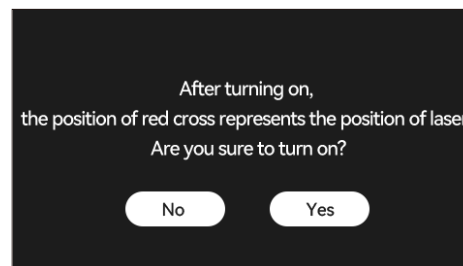 After turning on,
the position of red cross represents the position of laser
Are you sure to turn on?
No Yes